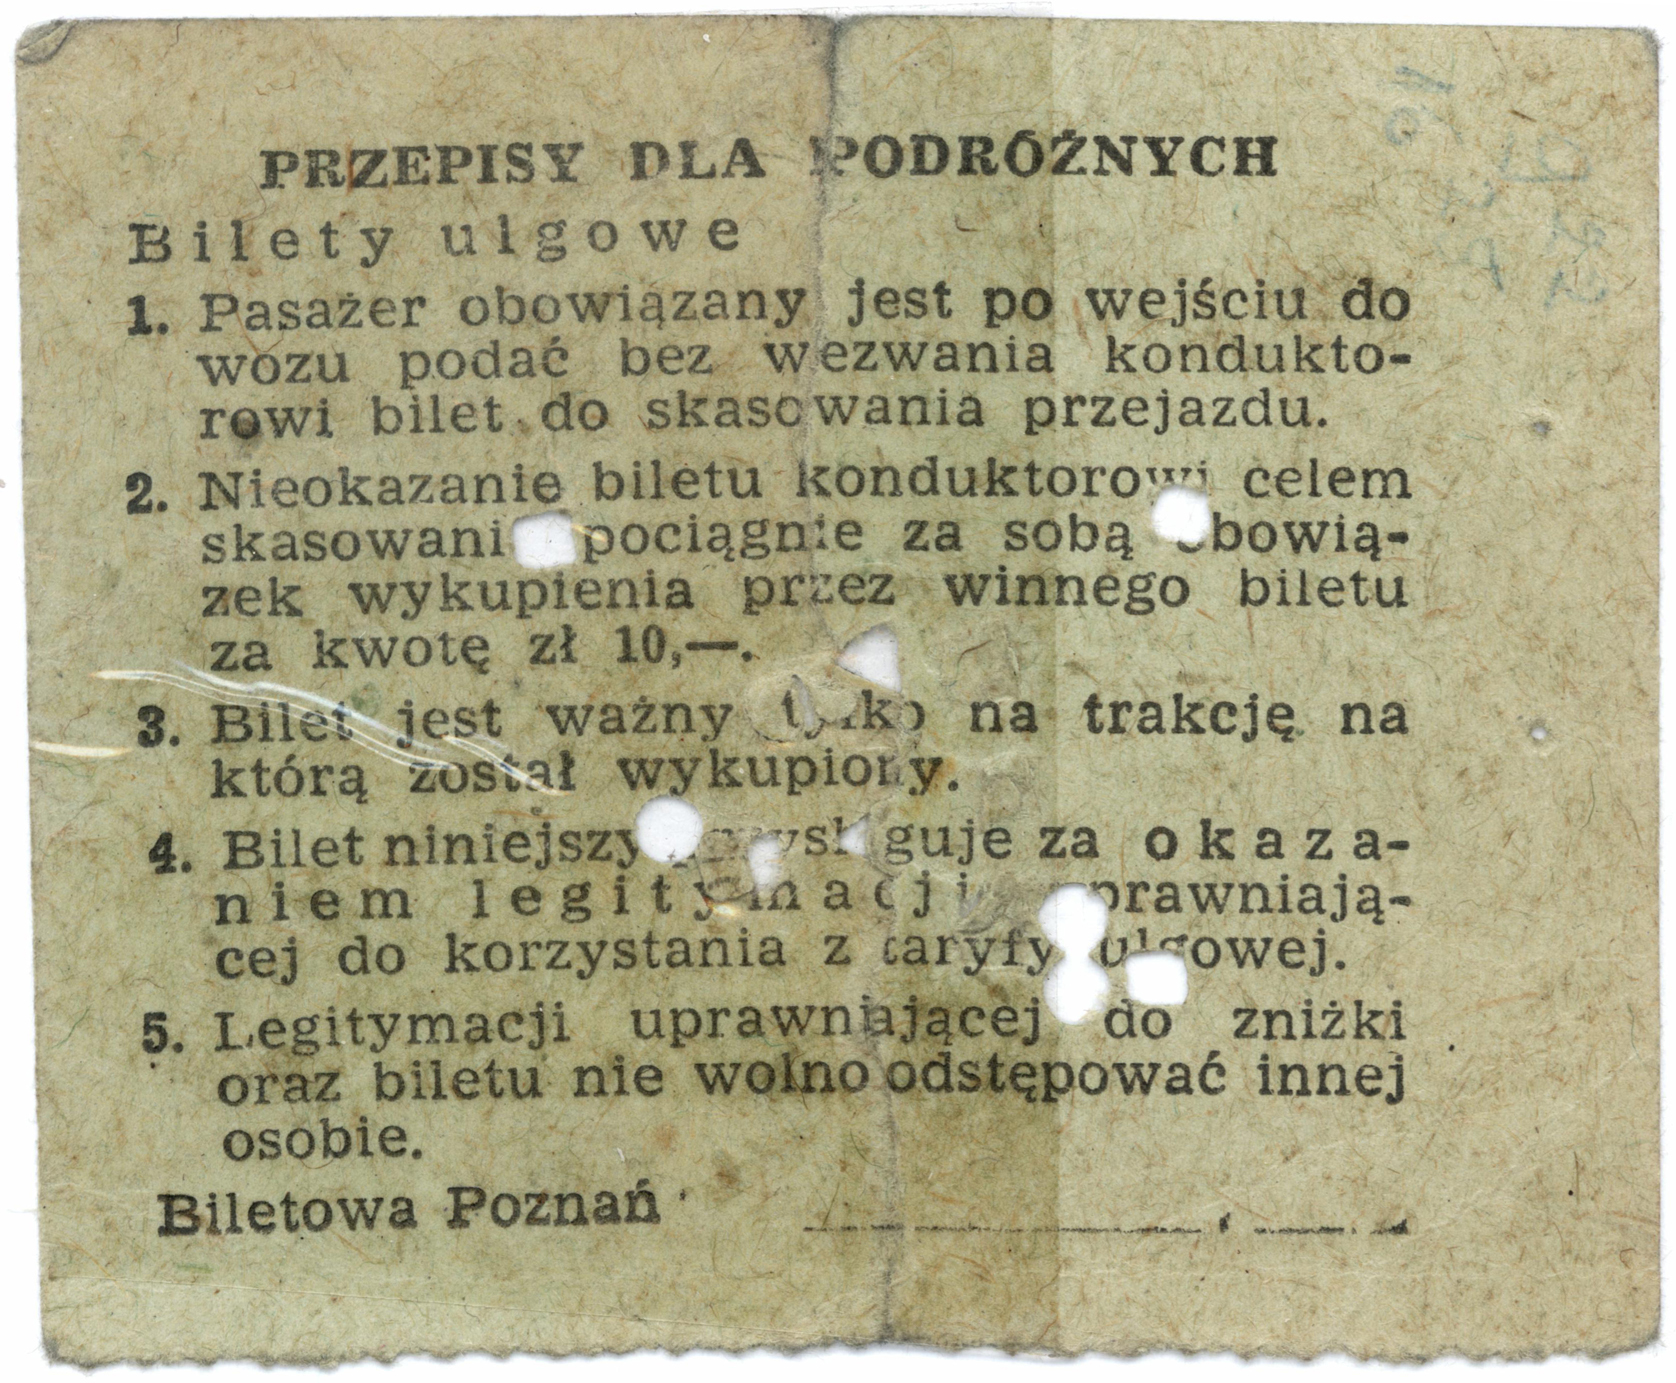 PRZEPISY DLA PODRÓŻNYCH
Bilety ulgowe
1. Pasażer obowiązany jest po wejściu do
wozu podać bez wezwania kondukto-
rowi bilet do skasowania przejazdu.
2. Nieokazanie biletu konduktorowi celem
skasowani pociągnie za sobą obowią-
zek wykupienia przez winnego biletu
za kwotę zł 10,—.
3. Bilet jest ważny tylko na trakcję na
którą został wykupiony.
4. Bilet niniejszy przysługuje za okaza-
niem legitymacji uprawniają-
cej do korzystania z taryfy ulgowej.
5. Legitymacji uprawniającej do zniżki
oraz biletu nie wolno odstępować innej
osobie.
Biletowa Poznań